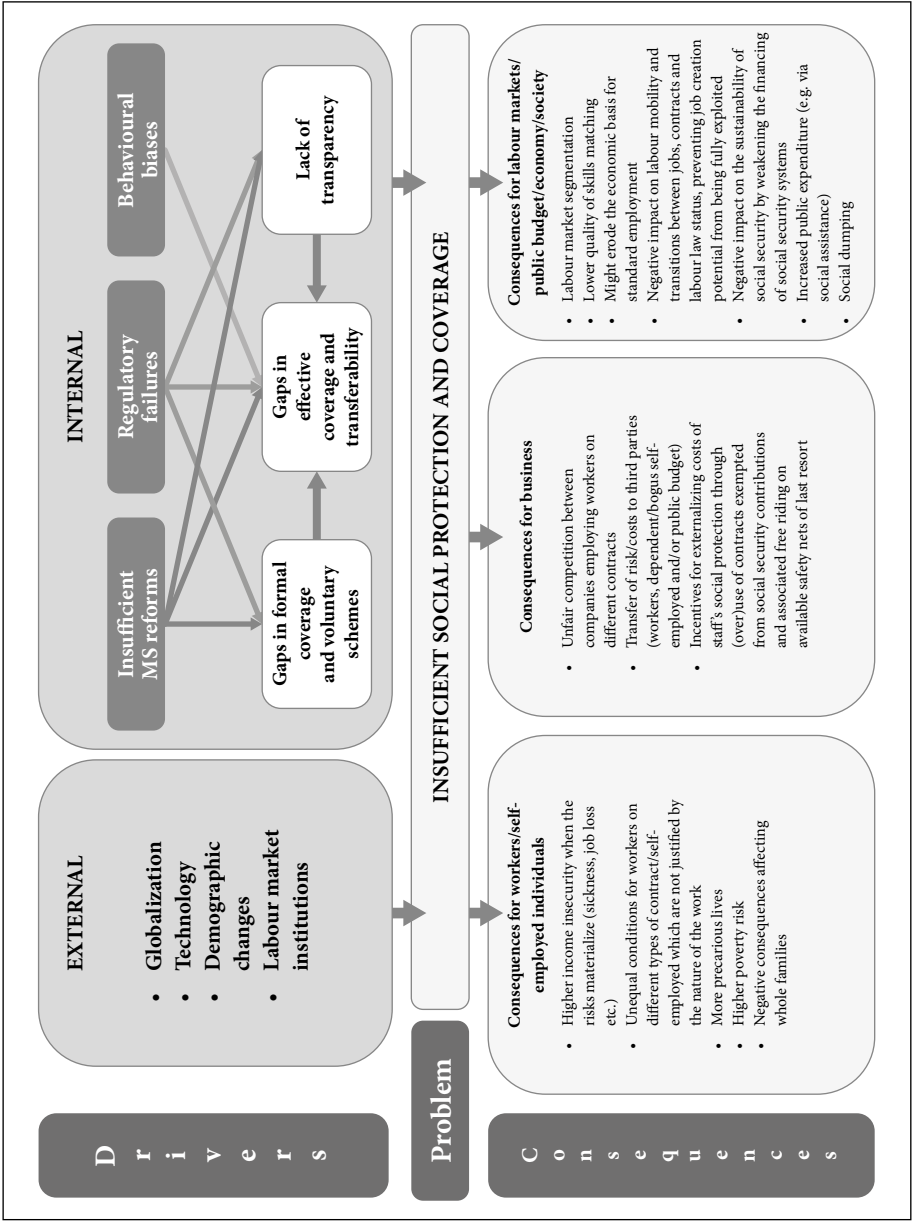 Drivers
EXTERNAL
• Globalization
• Technology
• Demographic
changes
• Labour market
institutions
INTERNAL
Insufficient
MS reforms
Regulatory
failures
Behavioural
biases
Gaps in formal
coverage
and voluntary
schemes
Gaps in
effective
coverage and
transferability
Lack of
transparency
Problem
INSUFFICIENT SOCIAL PROTECTION AND COVERAGE
Consequences
Consequences for workers/self-
employed individuals
• Higher income insecurity when the
risks materialize (sickness, job loss
etc.)
• Unequal conditions for workers on
different types of contract/self-
employed which are not justified by
the nature of the work
• More precarious lives
• Higher poverty risk
• Negative consequences affecting
whole families
Consequences for business
• Unfair competition between
companies employing workers on
different contracts
• Transfer of risk/costs to third parties
(workers, dependent/bogus self-
employed and/or public budget)
• Incentives for externalizing costs of
staff's social protection through
(over)use of contracts exempted
from social security contributions
and associated free riding on
available safety nets of last resort
Consequences for labour markets/
public budget/economy/society
• Labour market segmentation
• Lower quality of skills matching
• Might erode the economic basis for
standard employment
• Negative impact on labour mobility and
transitions between jobs, contracts and
labour law status, preventing job creation
potential from being fully exploited
• Negative impact on the sustainability of
social security by weakening the financing
of social security systems
• Increased public expenditure (e.g. via
social assistance)
• Social dumping